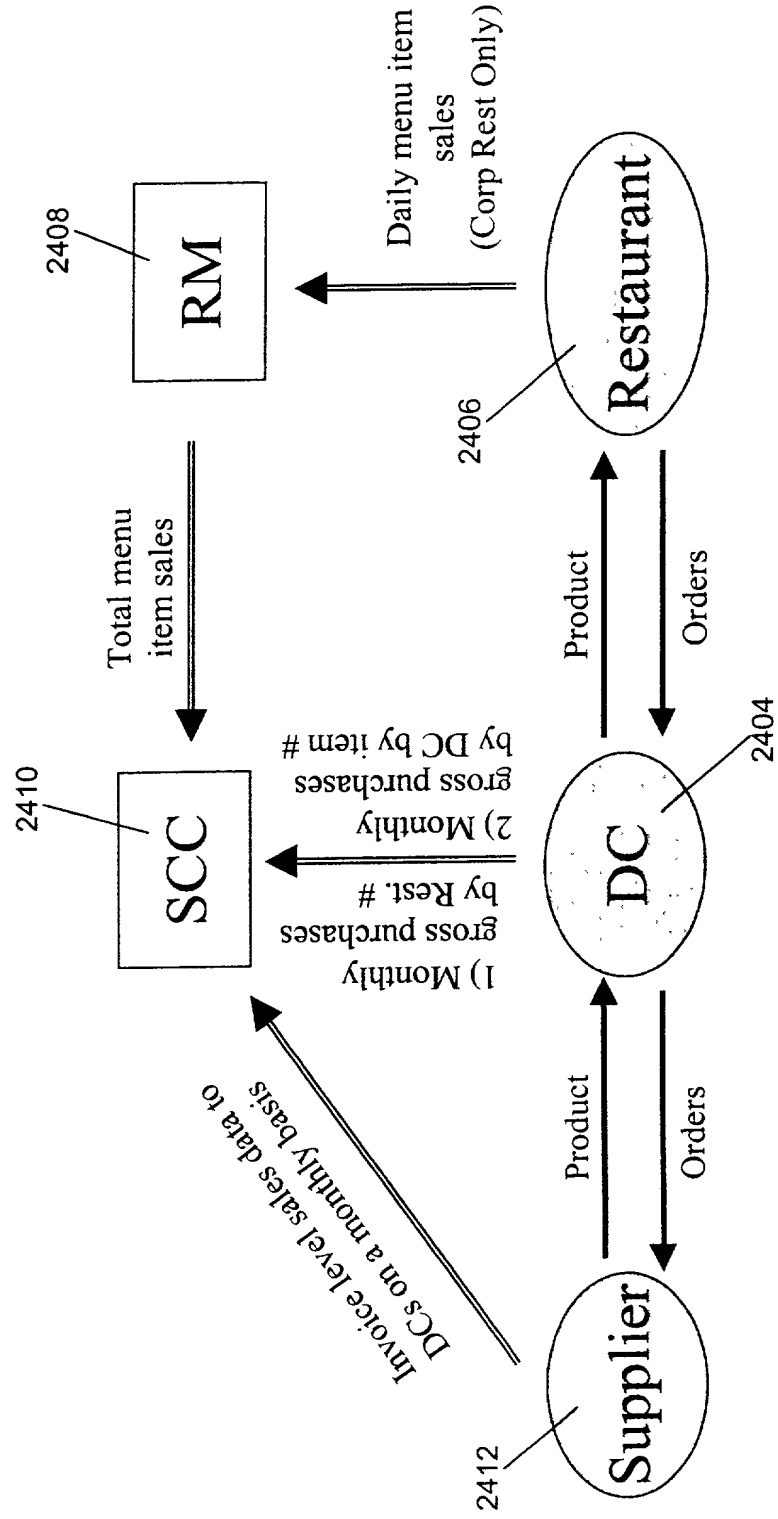 2410
SCC
Total menu
item sales
2408
RM
Invoice level sales data to
DCs on a monthly basis
1) Monthly
gross purchases
by Rest. #
2) Monthly
gross purchases
by DC by item #
Daily menu item
sales
(Corp Rest Only)
2412
Supplier
Product
Orders
DC
2404
Product
Orders
2406
Restaurant